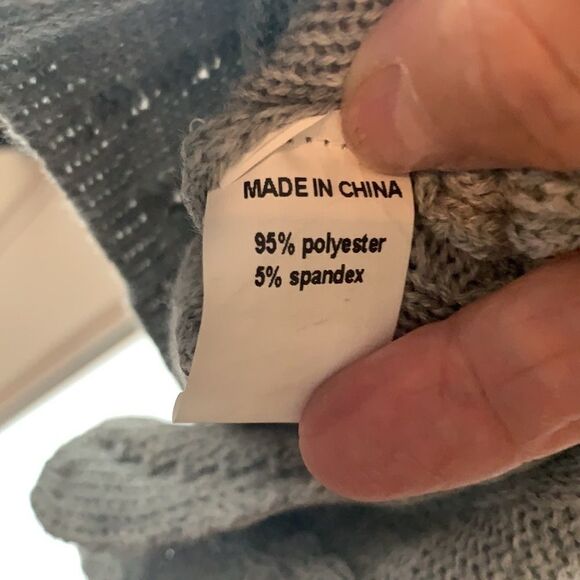 MADE IN CHINA
95% polyester
5% spandex